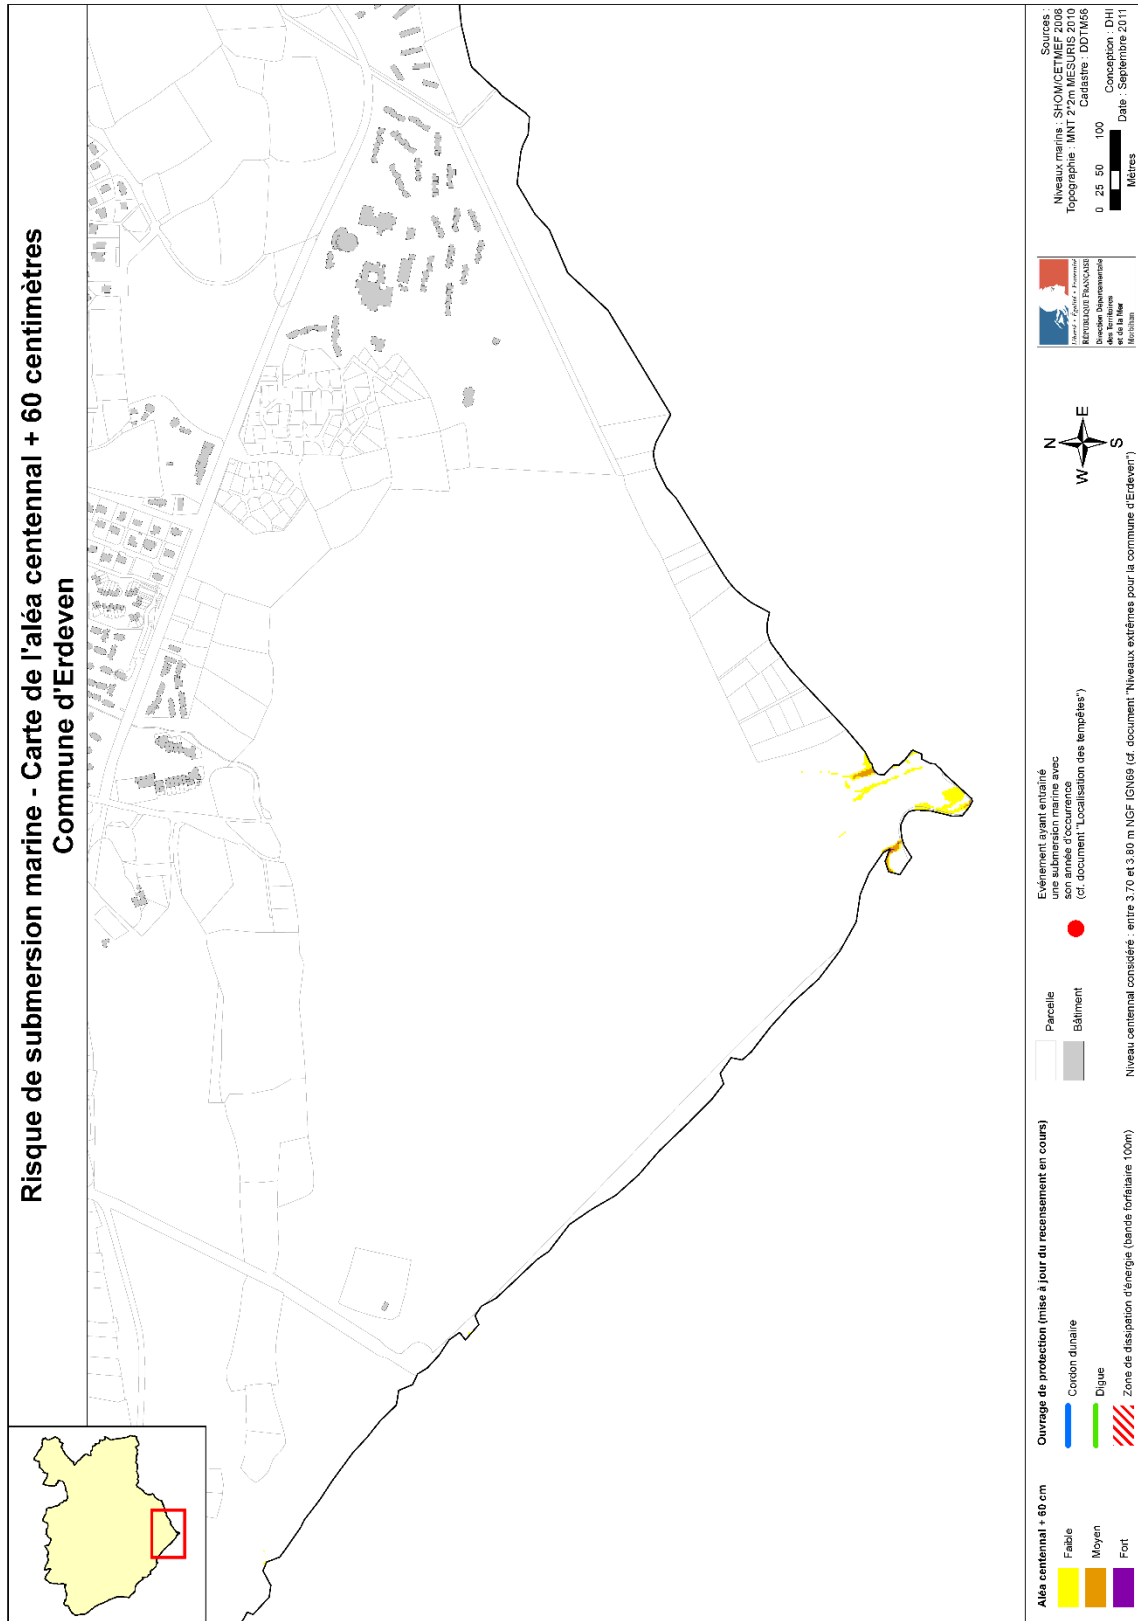 Risque de submersion marine - Carte de l'aléa centennal + 60 centimètres
Commune d'Erdeven
Aléa centennal + 60 cm
Faible
Moyen
Fort
Ouvrage de protection (mise à jour du recensement en cours)
Cordon dunaire
Digue
Zone de dissipation d'énergie (bande forfaitaire 100m)
Parcelle
Bâtiment
Evénement ayant entraîné
une submersion marine avec
son année d'occurrence
(cf. document "Localisation des tempêtes")
Niveau centennal considéré : entre 3.70 et 3.80 m NGF IGN69 (cf. document "Niveaux extrêmes pour la commune d'Erdeven")
N
W
E
S
Liberté • Égalité • Fraternité
RÉPUBLIQUE FRANÇAISE
Direction Départementale
des Territoires
et de la Mer
Morbihan
Sources :
Niveaux marins : SHOM/CETMEF 2008
Topographie : MNT 2*2m MESURIS 2010
Cadastre : DDTM56
Conception : DHI
Date : Septembre 2011
0 25 50 100
Mètres